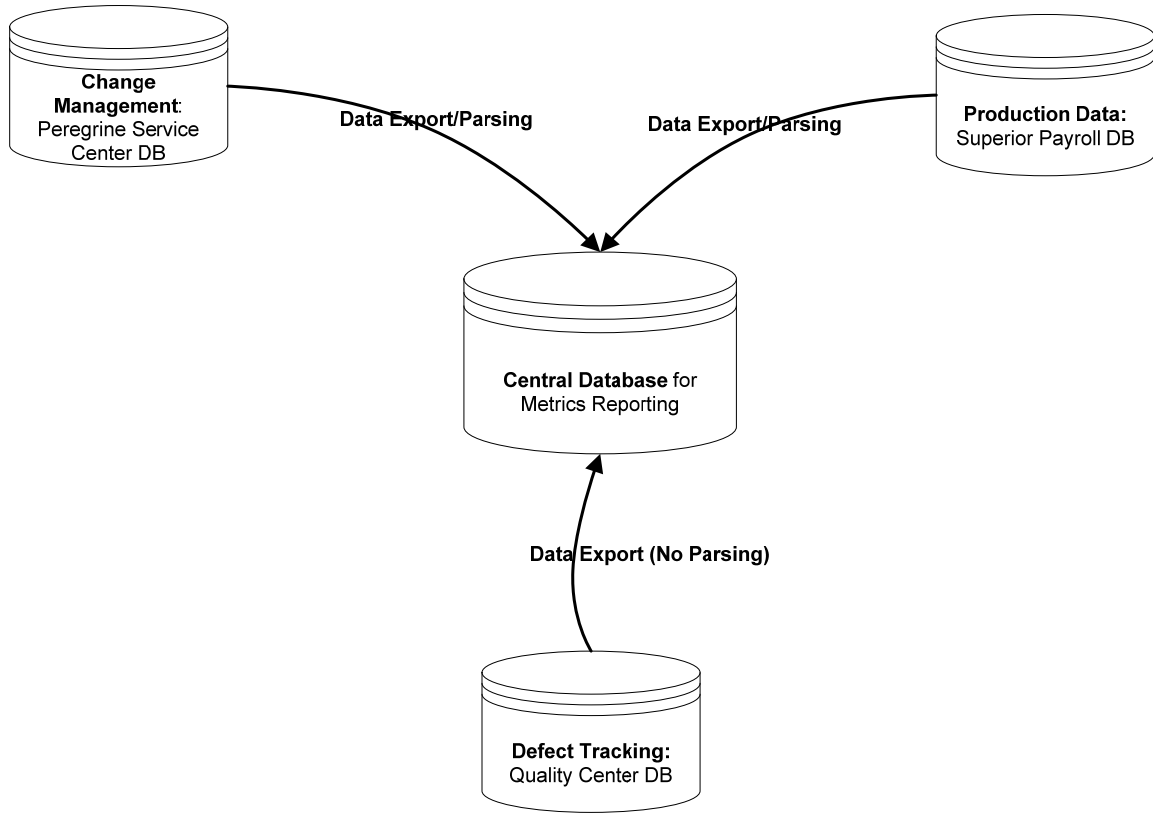 Change
Management:
Peregrine Service
Center DB
Data Export/Parsing
Data Export/Parsing
Production Data:
Superior Payroll DB
Central Database for
Metrics Reporting
Data Export (No Parsing)
Defect Tracking:
Quality Center DB